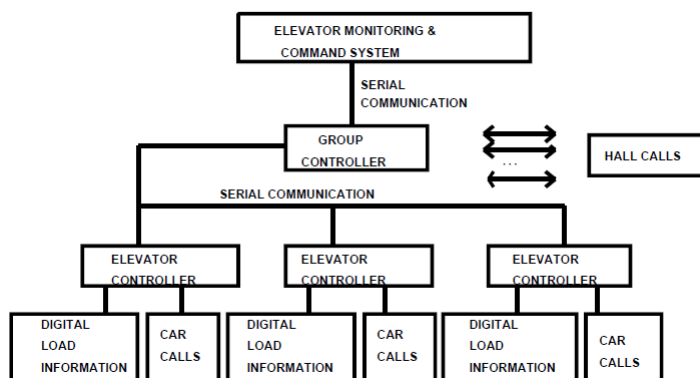 ELEVATOR MONITORING &
COMMAND SYSTEM
SERIAL
COMMUNICATION
GROUP
CONTROLLER
...
HALL CALLS
SERIAL COMMUNICATION
ELEVATOR
CONTROLLER
ELEVATOR
CONTROLLER
ELEVATOR
CONTROLLER
DIGITAL
LOAD
INFORMATION
CAR
CALLS
DIGITAL
LOAD
INFORMATION
CAR
CALLS
DIGITAL
LOAD
INFORMATION
CAR
CALLS